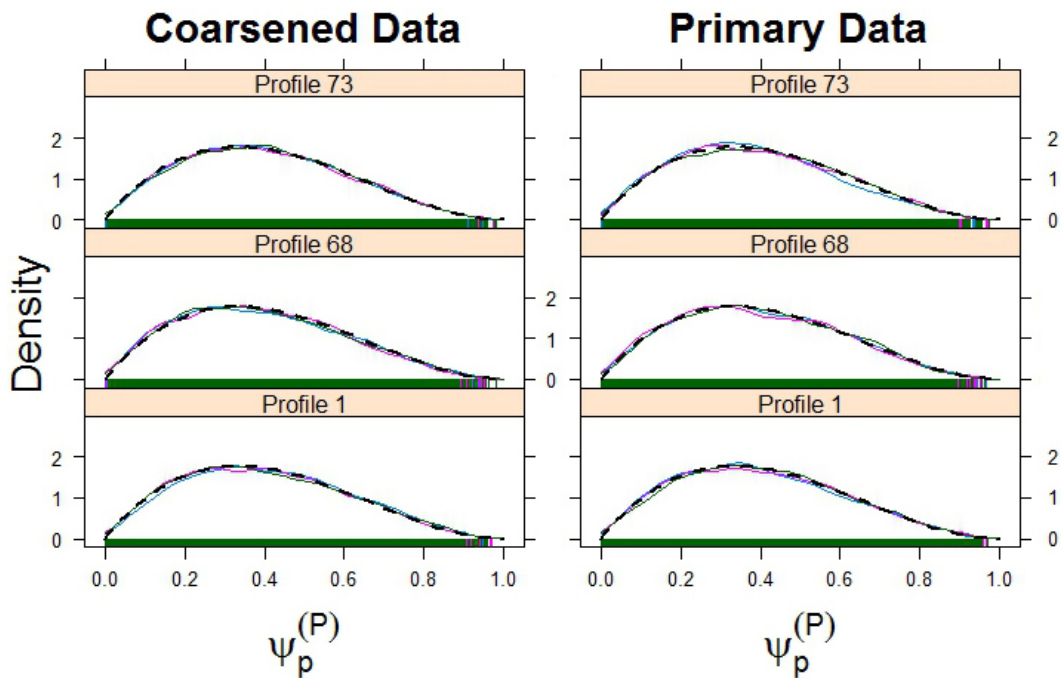 Coarsened Data Primary Data
Profile 73 Profile 73
2 2
1 1
0 0
Profile 68 Profile 68
2 2
1 1
0 0
Density
Profile 1 Profile 1
2 2
1 1
0 0
0.0 0.2 0.4 0.6 0.8 1.0 0.0 0.2 0.4 0.6 0.8 1.0
ψ_p^(P) ψ_p^(P)